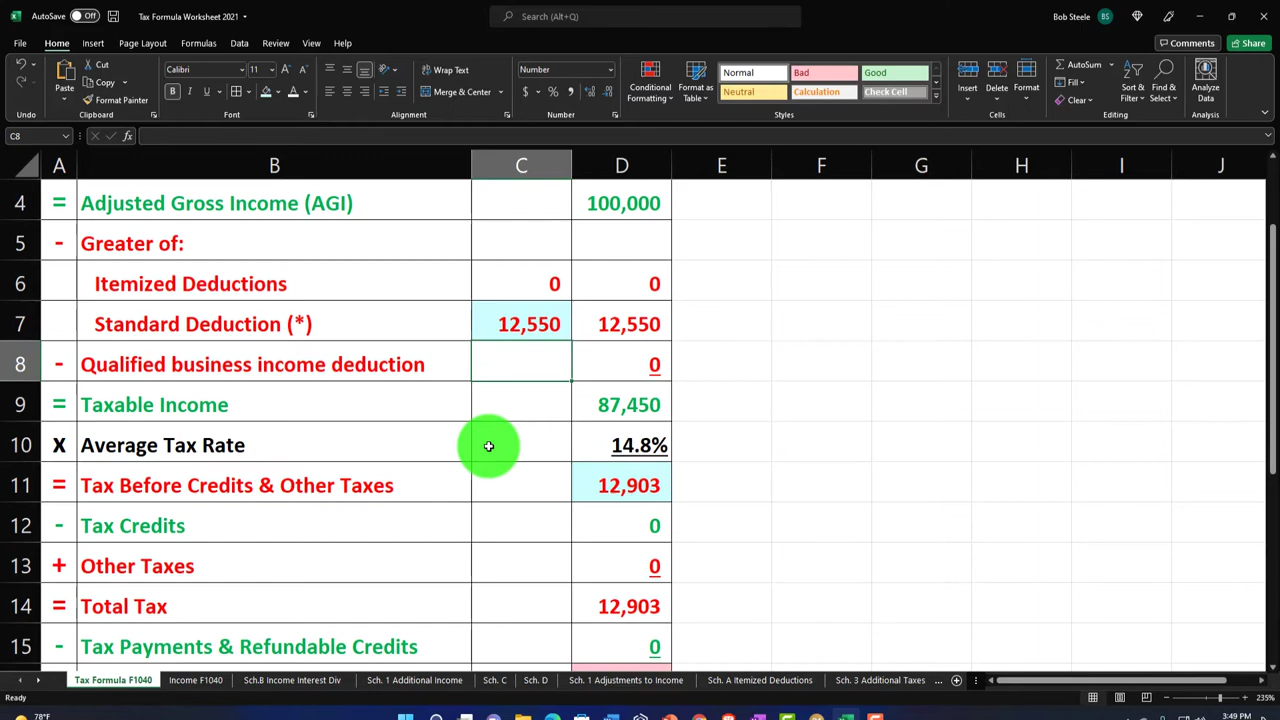 AutoSave Off Tax Formula Worksheet 2021 Search (Alt+Q) Bob Steele BS
File Home Insert Page Layout Formulas Data Review View Help Comments Share
Cut Calibri 11 Wrap Text Number Normal Bad Good AutoSum
Copy Fill
Paste Format Painter B I U Merge & Center $ % Conditional Formatting Format as Table Neutral Calculation Check Cell Insert Delete Format Clear Sort & Filter Find & Select Analyze Data
Undo Clipboard Font Alignment Number Styles Cells Editing Analysis
C8 fx
A B C D E F G H I J
4 = Adjusted Gross Income (AGI) 100,000
5 - Greater of:
6 Itemized Deductions 0 0
7 Standard Deduction (*) 12,550 12,550
8 - Qualified business income deduction 0
9 = Taxable Income 87,450
10 X Average Tax Rate 14.8%
11 = Tax Before Credits & Other Taxes 12,903
12 - Tax Credits 0
13 + Other Taxes 0
14 = Total Tax 12,903
15 - Tax Payments & Refundable Credits 0
Tax Formula F1040 Income F1040 Sch.B Income Interest Div Sch. 1 Additional Income Sch. C Sch. D Sch. 1 Adjustments to Income Sch. A Itemized Deductions Sch. 3 Additional Taxes ...
Ready 235%
78°F 3:49 PM